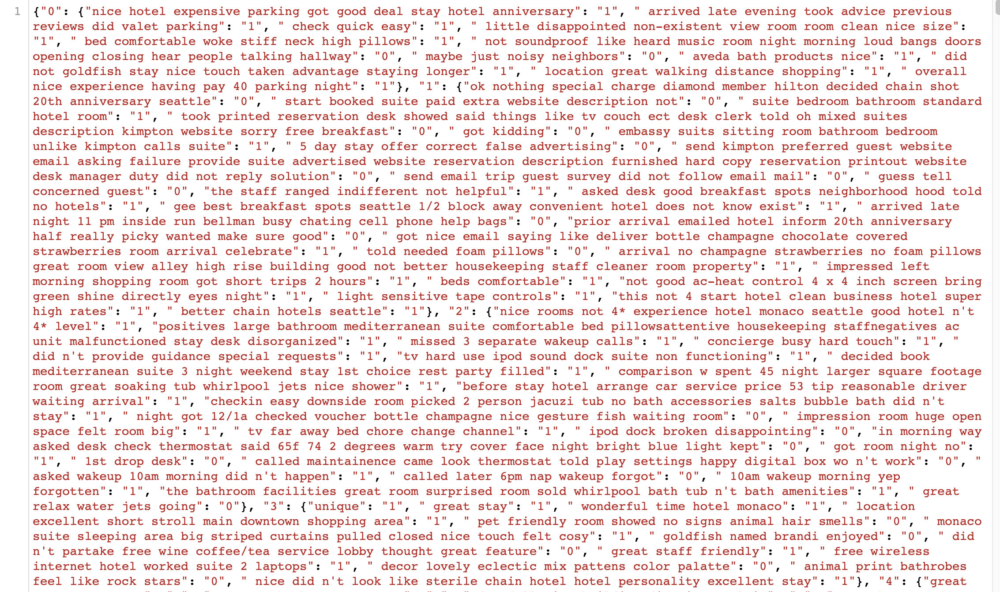 1 {"0": {"nice hotel expensive parking got good deal stay hotel anniversary": "1", " arrived late evening took advice previous
reviews did valet parking": "1", " check quick easy": "1", " little disappointed non-existent view room room clean nice size":
"1", " bed comfortable woke stiff neck high pillows": "1", " not soundproof like heard music room night morning loud bangs doors
opening closing hear people talking hallway": "0", " maybe just noisy neighbors": "0", " aveda bath products nice": "1", " did
not goldfish stay nice touch taken advantage staying longer": "1", " location great walking distance shopping": "1", " overall
nice experience having pay 40 parking night": "1"}, "1": {"ok nothing special charge diamond member hilton decided chain shot
20th anniversary seattle": "0", " start booked suite paid extra website description not": "0", " suite bedroom bathroom standard
hotel room": "1", " took printed reservation desk showed said things like tv couch ect desk clerk told oh mixed suites
description kimpton website sorry free breakfast": "0", " got kidding": "0", " embassy suits sitting room bathroom bedroom
unlike kimpton calls suite": "1", " 5 day stay offer correct false advertising": "0", " send kimpton preferred guest website
email asking failure provide suite advertised website reservation description furnished hard copy reservation printout website
desk manager duty did not reply solution": "0", " send email trip guest survey did not follow email mail": "0", " guess tell
concerned guest": "0", "the staff ranged indifferent not helpful": "1", " asked desk good breakfast spots neighborhood hood told
no hotels": "1", " gee best breakfast spots seattle 1/2 block away convenient hotel does not know exist": "1", " arrived late
night 11 pm inside run bellman busy chating cell phone help bags": "0", "prior arrival emailed hotel inform 20th anniversary
half really picky wanted make sure good": "0", " got nice email saying like deliver bottle champagne chocolate covered
strawberries room arrival celebrate": "1", " told needed foam pillows": "0", " arrival no champagne strawberries no foam pillows
great room view alley high rise building good not better housekeeping staff cleaner room property": "1", " impressed left
morning shopping room got short trips 2 hours": "1", " beds comfortable": "1", "not good ac-heat control 4 x 4 inch screen bring
green shine directly eyes night": "1", " light sensitive tape controls": "1", "this not 4 start hotel clean business hotel super
high rates": "1", " better chain hotels seattle": "1"}, "2": {"nice rooms not 4* experience hotel monaco seattle good hotel n't
4* level": "1", "positives large bathroom mediterranean suite comfortable bed pillowsattentive housekeeping staffnegatives ac
unit malfunctioned stay desk disorganized": "1", " missed 3 separate wakeup calls": "1", " concierge busy hard touch": "1", "
did n't provide guidance special requests": "1", "tv hard use ipod sound dock suite non functioning": "1", " decided book
mediterranean suite 3 night weekend stay 1st choice rest party filled": "1", " comparison w spent 45 night larger square footage
room great soaking tub whirlpool jets nice shower": "1", "before stay hotel arrange car service price 53 tip reasonable driver
waiting arrival": "1", "checkin easy downside room picked 2 person jacuzi tub no bath accessories salts bubble bath did n't
stay": "1", " night got 12/1a checked voucher bottle champagne nice gesture fish waiting room": "0", " impression room huge open
space felt room big": "1", " tv far away bed chore change channel": "1", " ipod dock broken disappointing": "0", "in morning way
asked desk check thermostat said 65f 74 2 degrees warm try cover face night bright blue light kept": "0", " got room night no":
"1", " 1st drop desk": "0", " called maintainence came look thermostat told play settings happy digital box wo n't work": "0", "
asked wakeup 10am morning did n't happen": "1", " called later 6pm nap wakeup forgot": "0", " 10am wakeup morning yep
forgotten": "1", "the bathroom facilities great room surprised room sold whirlpool bath tub n't bath amenities": "1", " great
relax water jets going": "0"}, "3": {"unique": "1", " great stay": "1", " wonderful time hotel monaco": "1", " location
excellent short stroll main downtown shopping area": "1", " pet friendly room showed no signs animal hair smells": "0", " monaco
suite sleeping area big striped curtains pulled closed nice touch felt cosy": "1", " goldfish named brandi enjoyed": "0", " did
n't partake free wine coffee/tea service lobby thought great feature": "0", " great staff friendly": "1", " free wireless
internet hotel worked suite 2 laptops": "1", " decor lovely eclectic mix pattens color palatte": "0", " animal print bathrobes
feel like rock stars": "0", " nice did n't look like sterile chain hotel hotel personality excellent stay": "1"}, "4": {"great